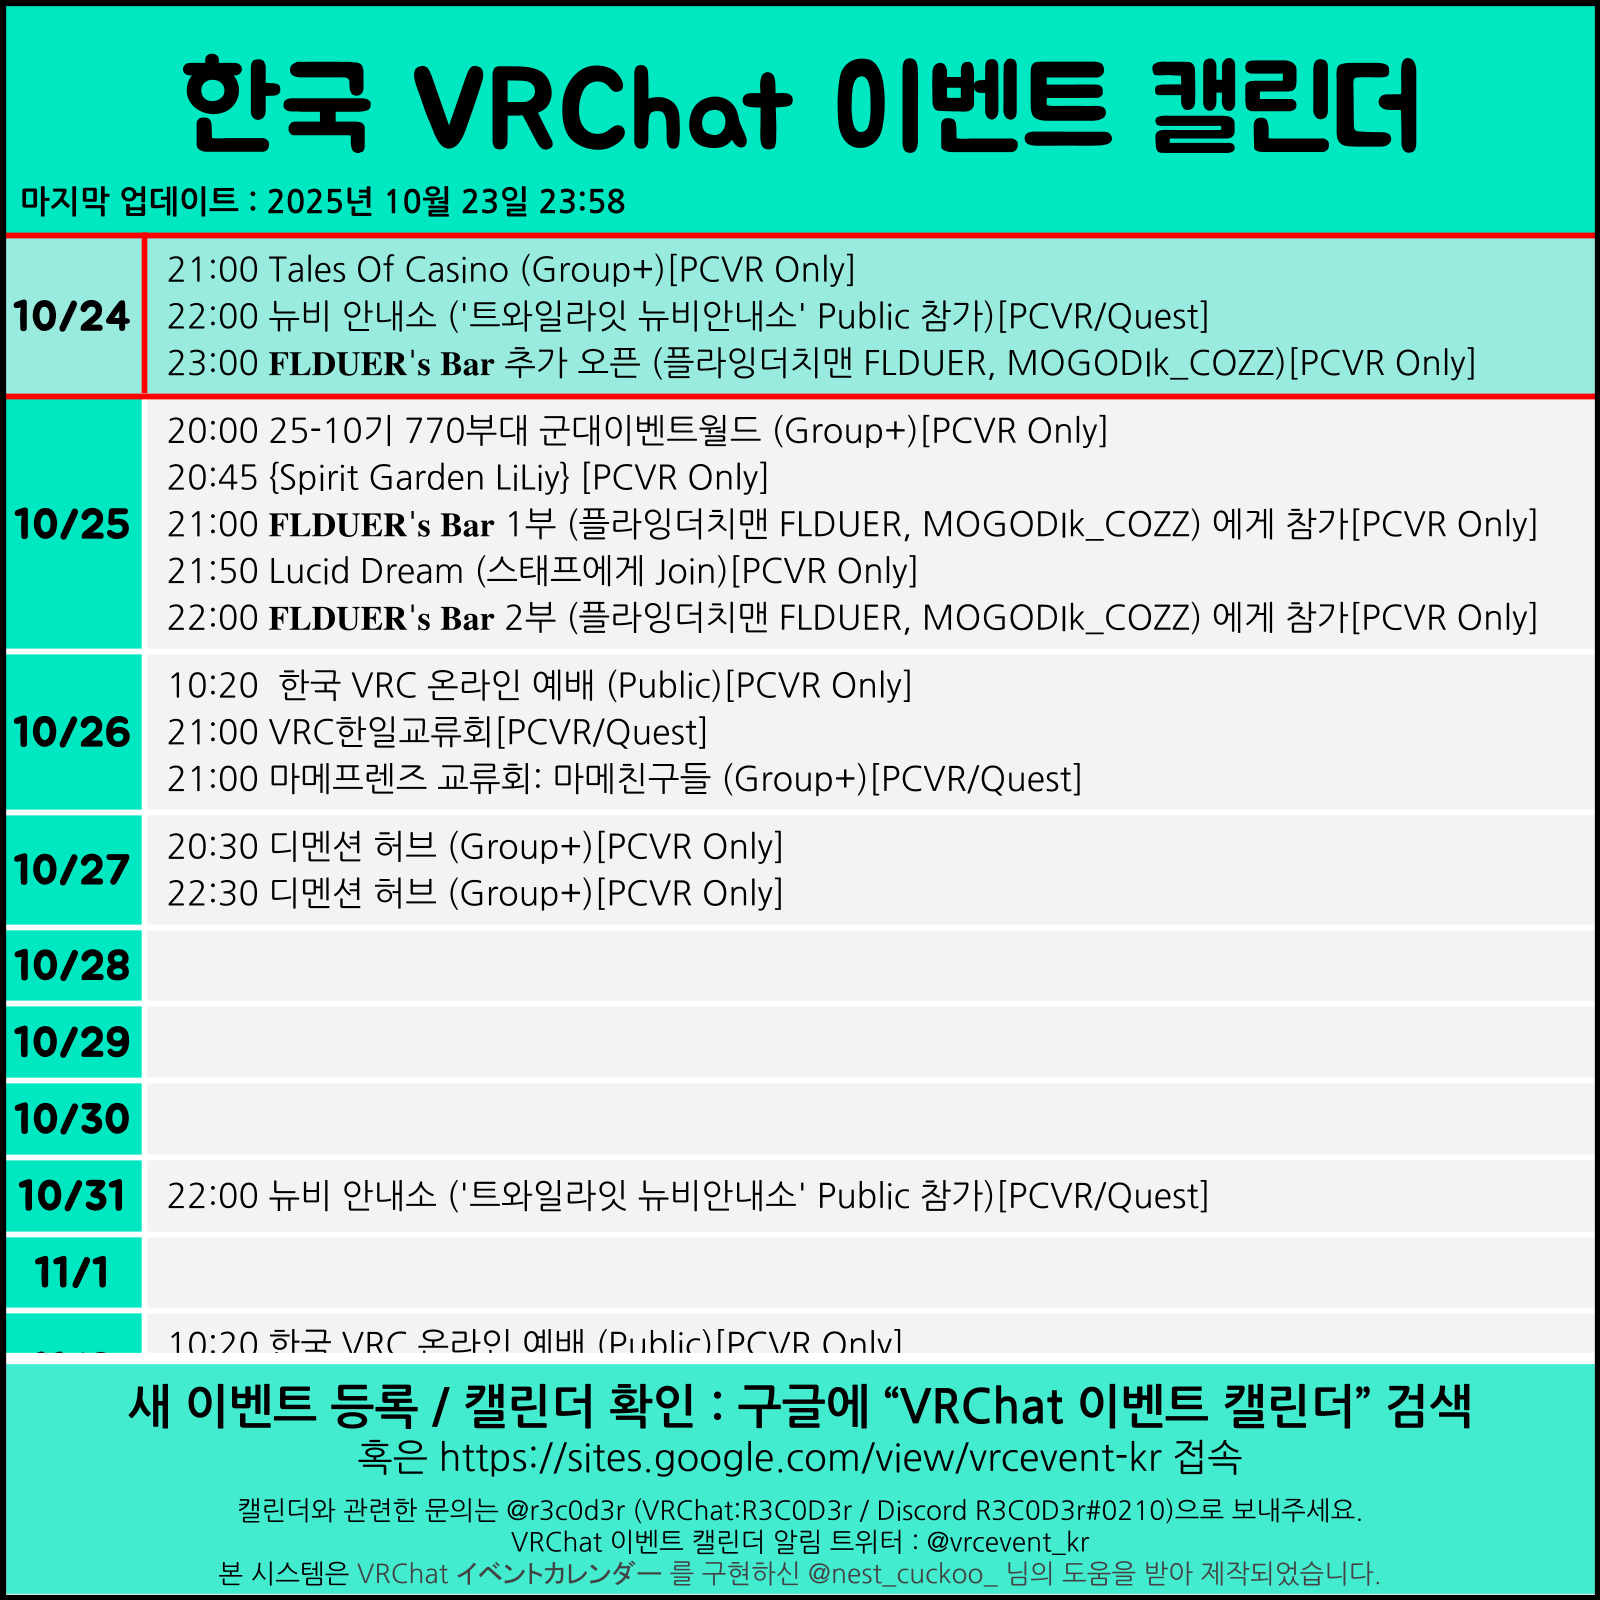 한국 VRChat 이벤트 캘린더
마지막 업데이트 : 2025년 10월 23일 23:58
10/24
21:00 Tales Of Casino (Group+)[PCVR Only]
22:00 뉴비 안내소 ('트와일라잇 뉴비안내소' Public 참가)[PCVR/Quest]
23:00 FLDUER's Bar 추가 오픈 (플라잉더치맨 FLDUER, MOGODIk_COZZ)[PCVR Only]
10/25
20:00 25-10기 770부대 군대이벤트월드 (Group+)[PCVR Only]
20:45 {Spirit Garden LiLiy} [PCVR Only]
21:00 FLDUER's Bar 1부 (플라잉더치맨 FLDUER, MOGODIk_COZZ) 에게 참가[PCVR Only]
21:50 Lucid Dream (스태프에게 Join)[PCVR Only]
22:00 FLDUER's Bar 2부 (플라잉더치맨 FLDUER, MOGODIk_COZZ) 에게 참가[PCVR Only]
10/26
10:20 한국 VRC 온라인 예배 (Public)[PCVR Only]
21:00 VRC한일교류회[PCVR/Quest]
21:00 마메프렌즈 교류회: 마메친구들 (Group+)[PCVR/Quest]
10/27
20:30 디멘션 허브 (Group+)[PCVR Only]
22:30 디멘션 허브 (Group+)[PCVR Only]
10/28
10/29
10/30
10/31
22:00 뉴비 안내소 ('트와일라잇 뉴비안내소' Public 참가)[PCVR/Quest]
11/1
10:20 한국 VRC 온라인 예배 (Public)[PCVR Only]
새 이벤트 등록 / 캘린더 확인 : 구글에 “VRChat 이벤트 캘린더” 검색
혹은 https://sites.google.com/view/vrcevent-kr 접속
캘린더와 관련한 문의는 @r3c0d3r (VRChat:R3C0D3r / Discord R3C0D3r#0210)으로 보내주세요.
VRChat 이벤트 캘린더 알림 트위터 : @vrcevent_kr
본 시스템은 VRChat イベントカレンダー 를 구현하신 @nest_cuckoo_ 님의 도움을 받아 제작되었습니다.